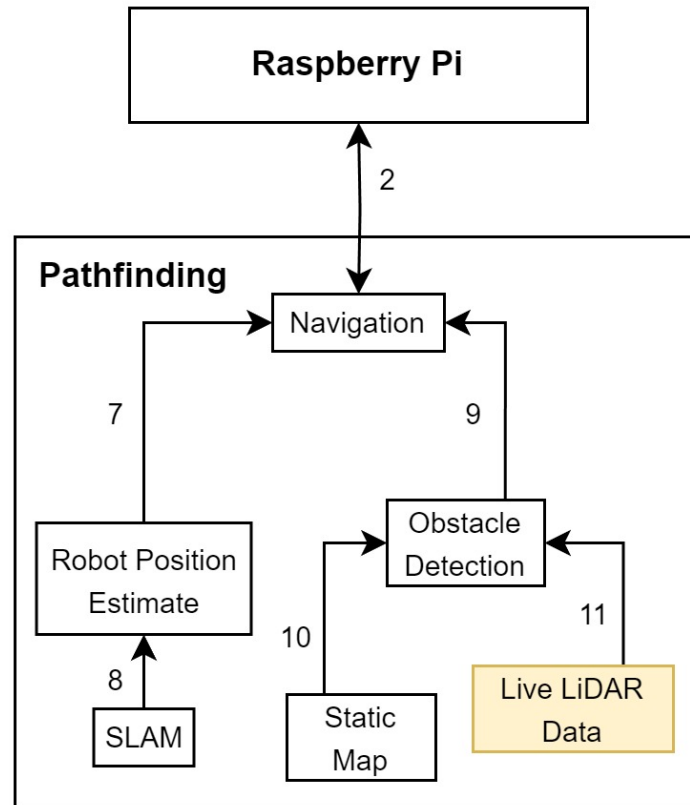 Raspberry Pi
2
Pathfinding
Navigation
7
9
Robot Position
Estimate
Obstacle
Detection
8
10
11
SLAM
Static
Map
Live LiDAR
Data